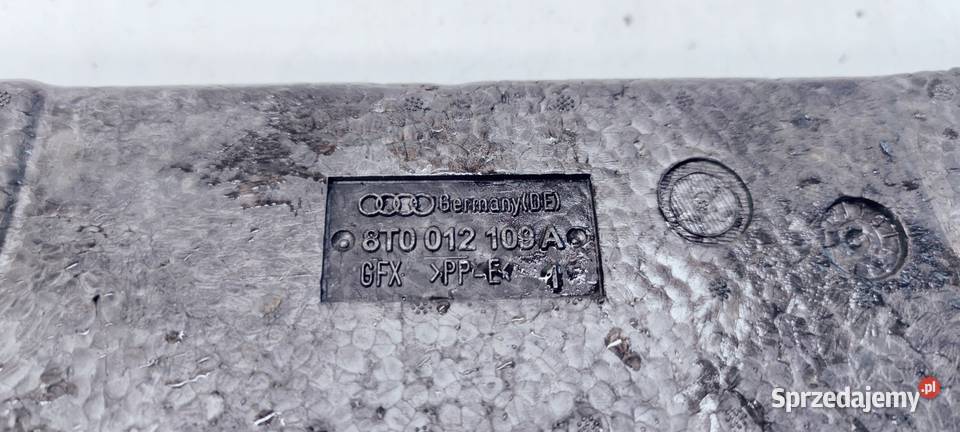 Germany(DE)
8T0 012 109 A
GFX >PP-E< 1
Sprzedajemy.pl